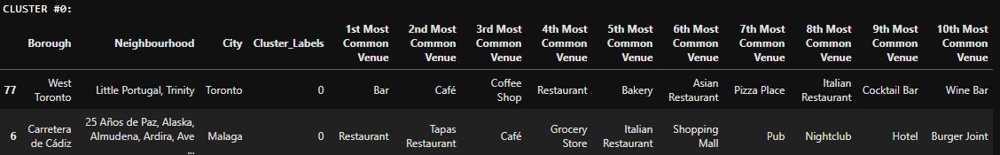 CLUSTER #0:
Borough Neighbourhood City Cluster_Labels 1st Most Common Venue 2nd Most Common Venue 3rd Most Common Venue 4th Most Common Venue 5th Most Common Venue 6th Most Common Venue 7th Most Common Venue 8th Most Common Venue 9th Most Common Venue 10th Most Common Venue
77 West Toronto Little Portugal, Trinity Toronto 0 Bar Café Coffee Shop Restaurant Bakery Asian Restaurant Pizza Place Italian Restaurant Cocktail Bar Wine Bar
6 Carretera de Cádiz 25 Años de Paz, Alaska, Almudena, Ardira, Ave ... Malaga 0 Restaurant Tapas Restaurant Café Grocery Store Italian Restaurant Shopping Mall Pub Nightclub Hotel Burger Joint